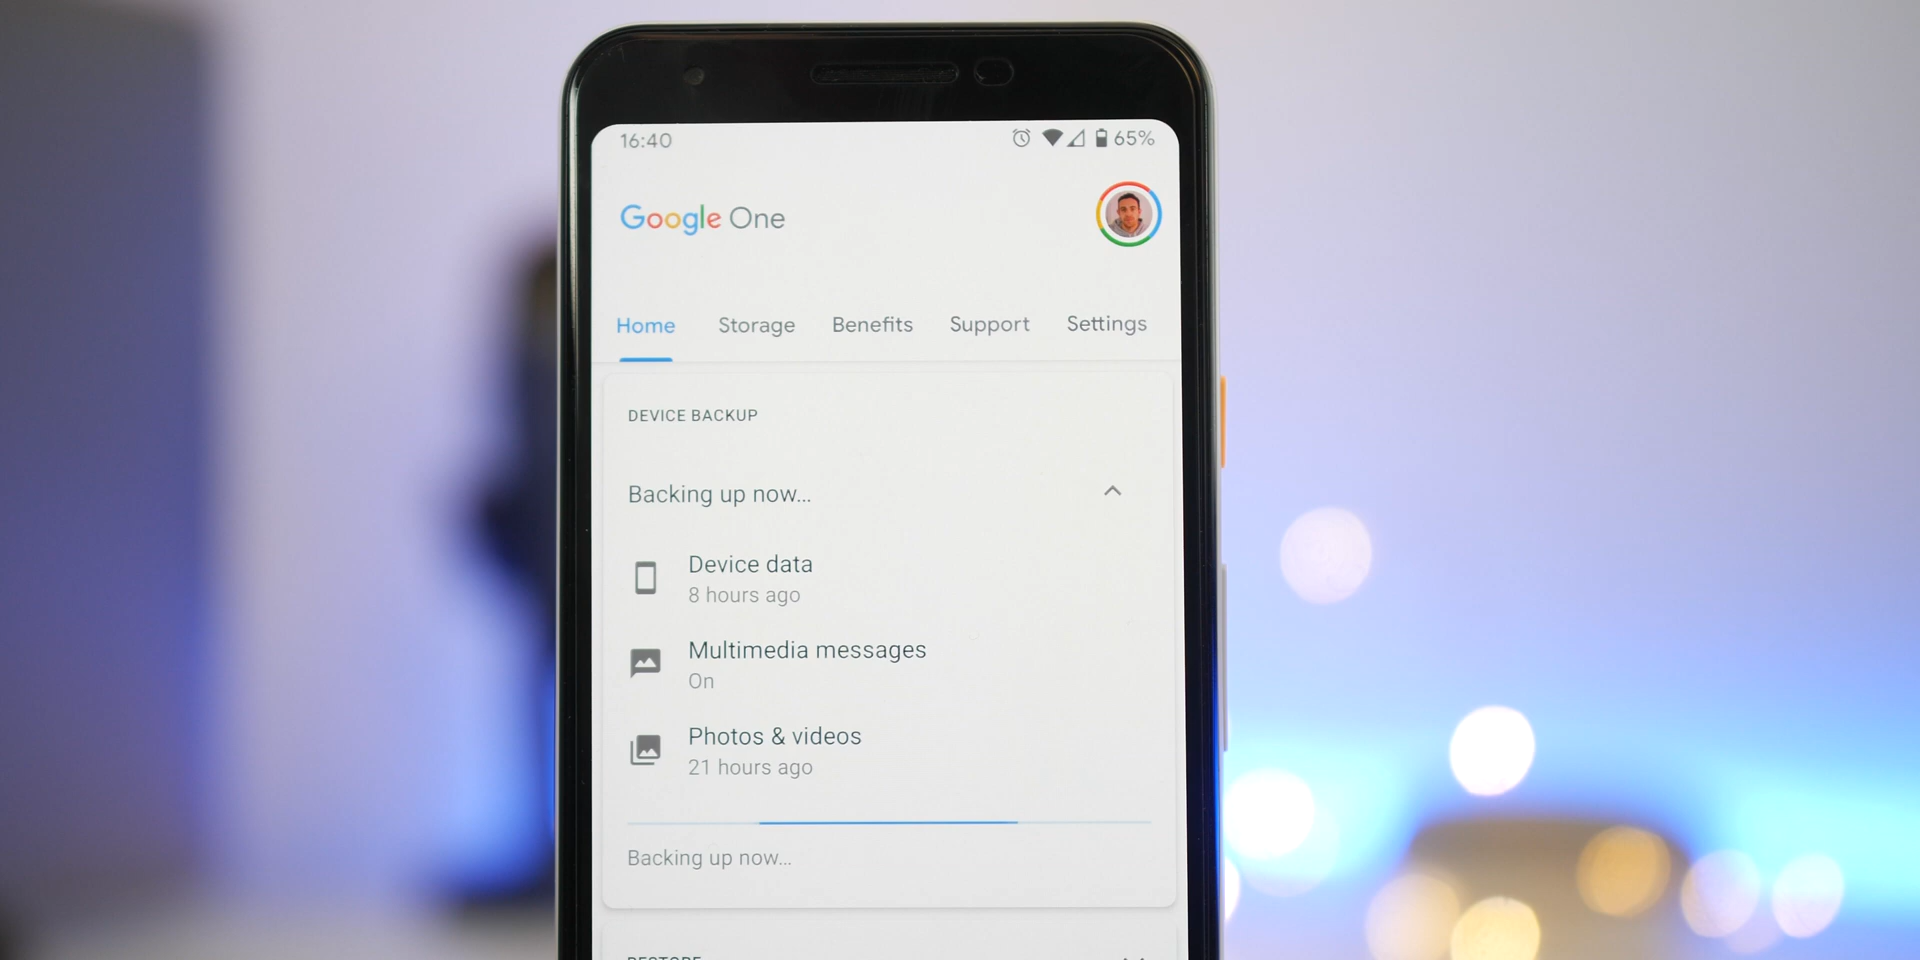 16:40 65%
Google One
Home Storage Benefits Support Settings
DEVICE BACKUP
Backing up now...
Device data
8 hours ago
Multimedia messages
On
Photos & videos
21 hours ago
Backing up now...
RESTORE